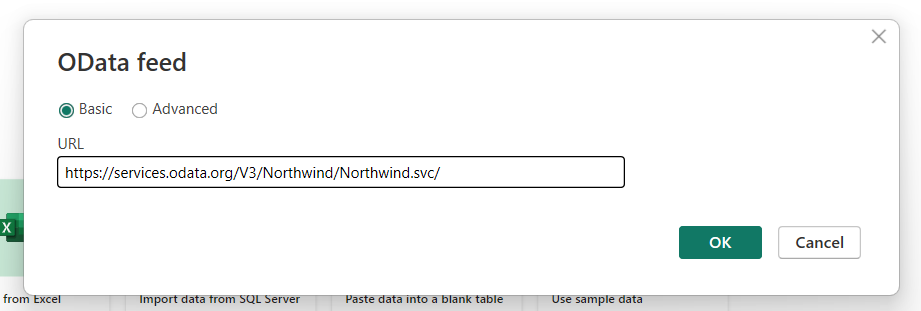 OData feed
Basic Advanced
URL
https://services.odata.org/V3/Northwind/Northwind.svc/
OK Cancel
X
from Excel Import data from SQL Server Paste data into a blank table Use sample data